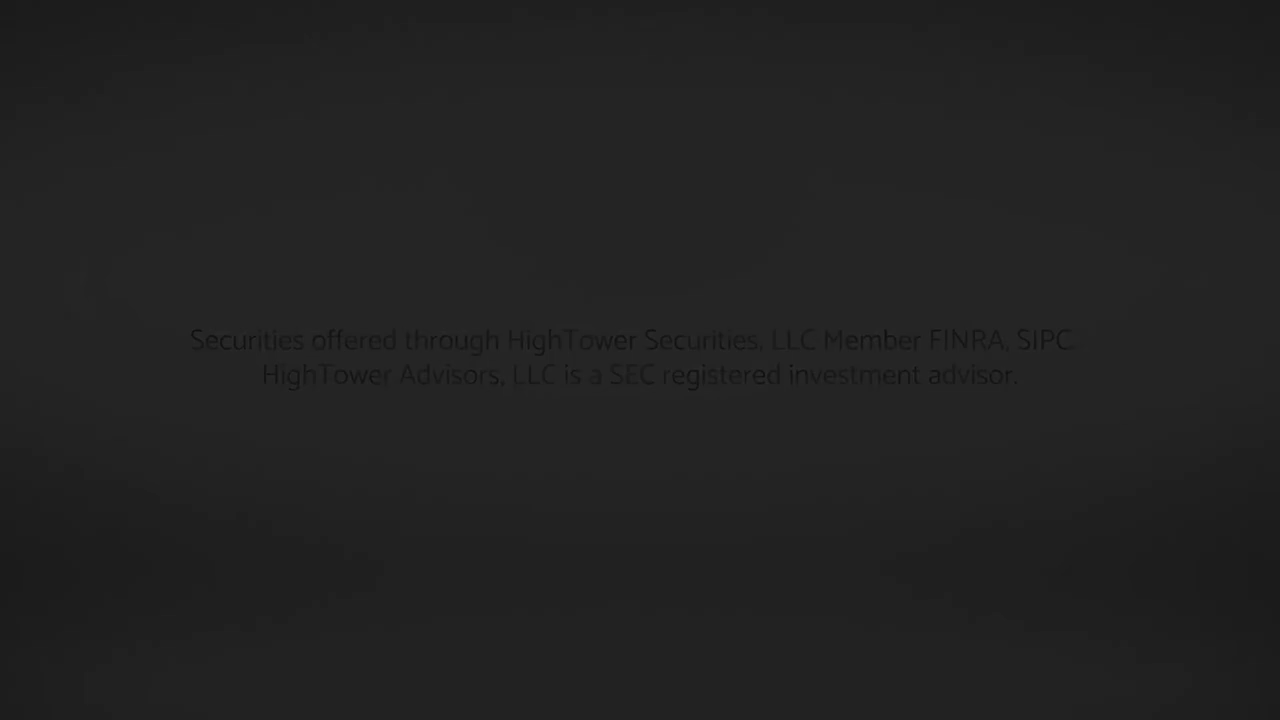 Securities offered through HighTower Securities, LLC Member FINRA, SIPC.
HighTower Advisors, LLC is a SEC registered investment advisor.